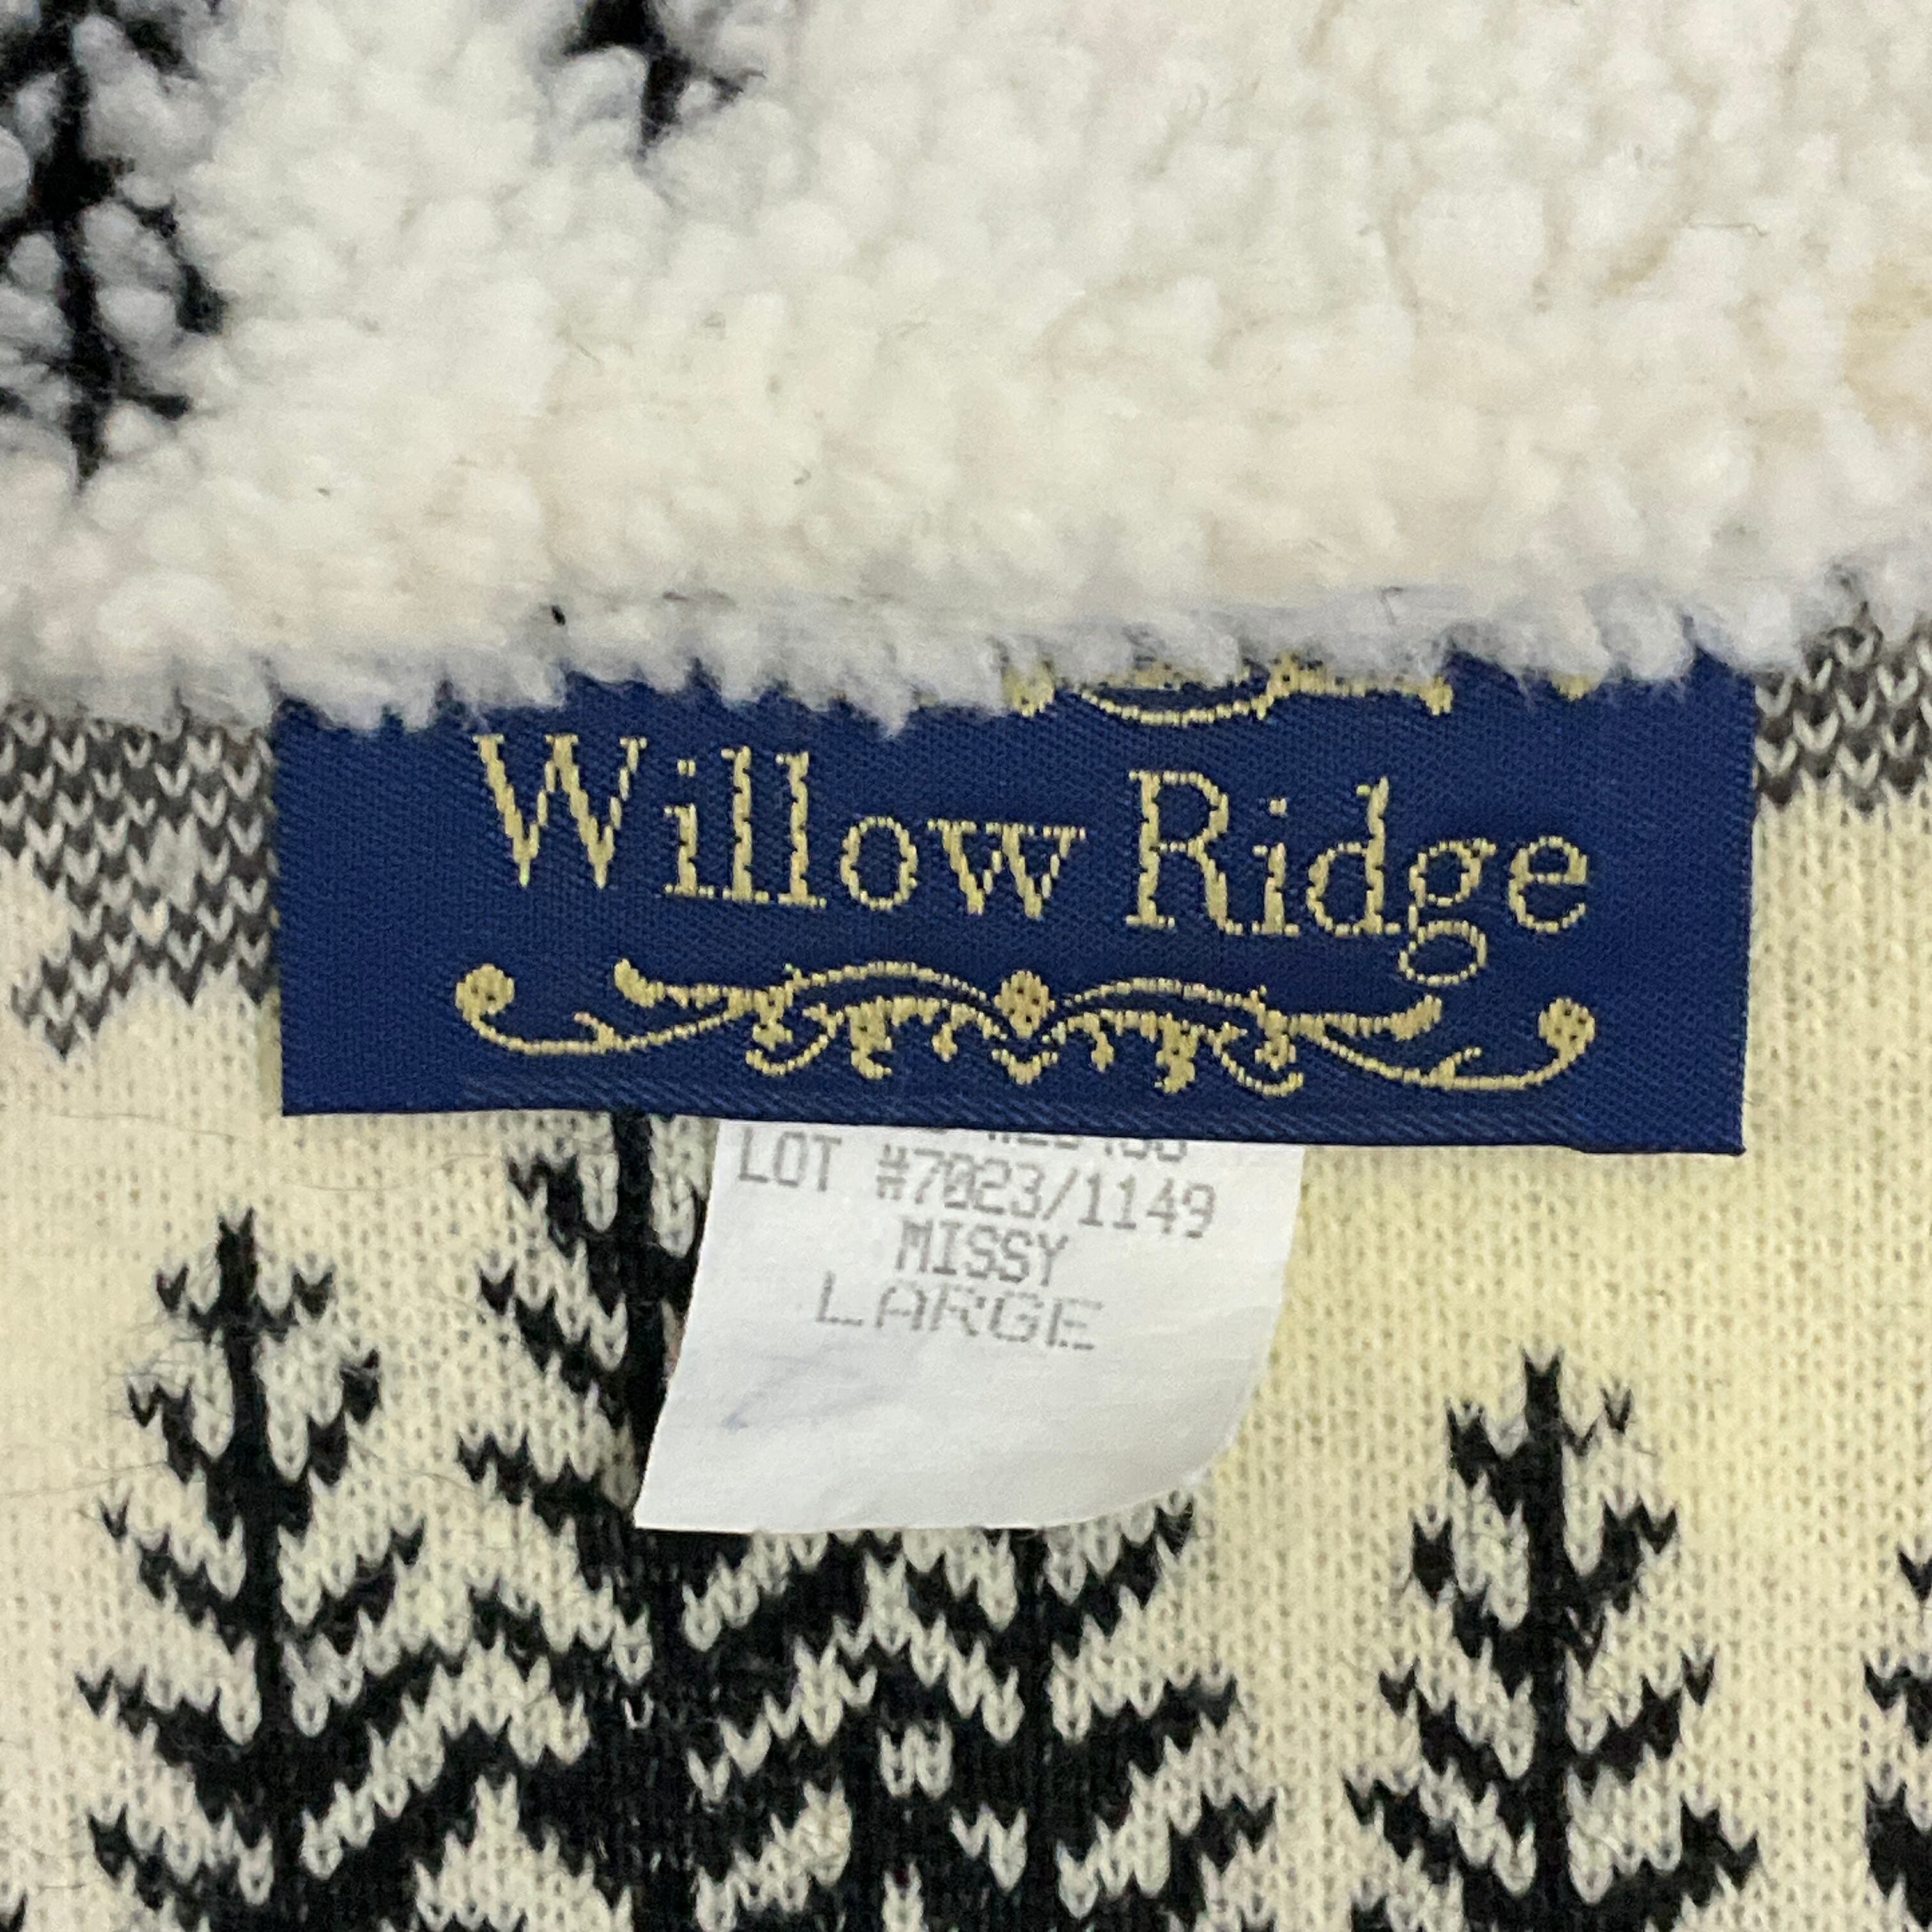 Willow Ridge
LOT #7023/1149
MISSY
LARGE